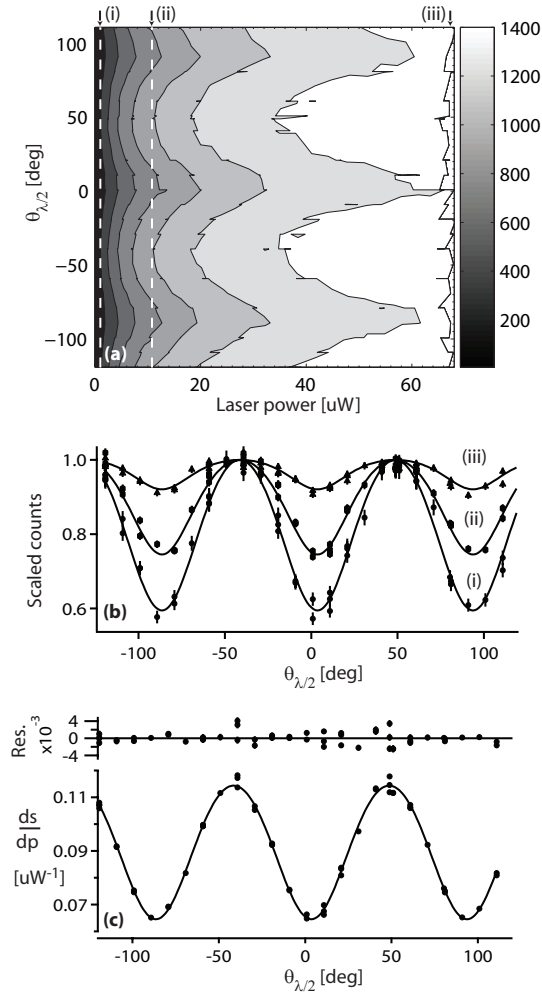 (i) (ii) (iii)
100
50
0
−50
−100
θλ/2 [deg]
(a)
0 20 40 60
Laser power [uW]
1400
1200
1000
800
600
400
200
1.0
0.8
0.6
Scaled counts
(iii)
(ii)
(i)
(b)
-100 -50 0 50 100
θλ/2 [deg]
Res.
x10-3
4
0
-4
0.11
0.09
0.07
ds
dp
[uW-1]
(c)
-100 -50 0 50 100
θλ/2 [deg]